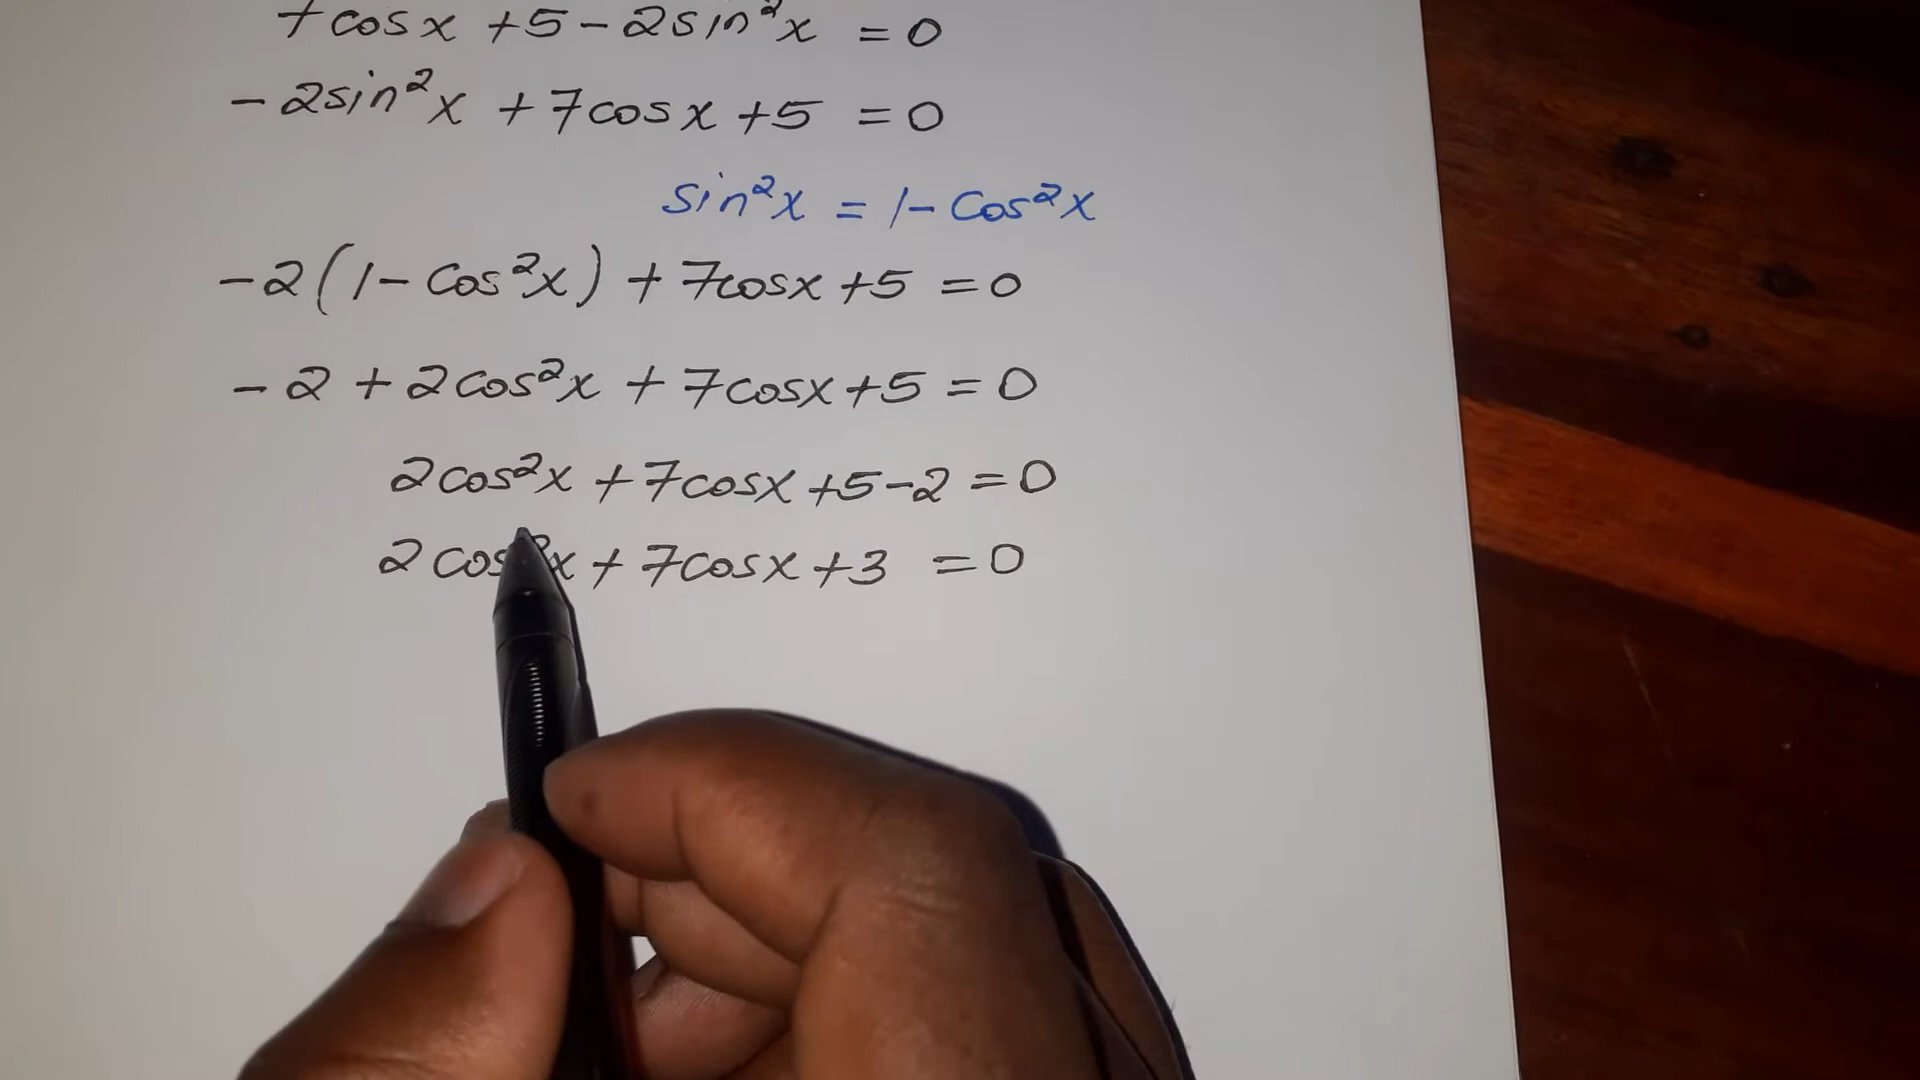 7cosx +5 - 2sin²x = 0
- 2sin²x + 7cosx +5 = 0
sin²x = 1- Cos²x
-2(1- Cos²x) + 7cosx +5 = 0
- 2 + 2cos²x + 7cosx +5 = 0
2cos²x + 7cosx +5-2 = 0
2cos²x + 7cosx +3 = 0